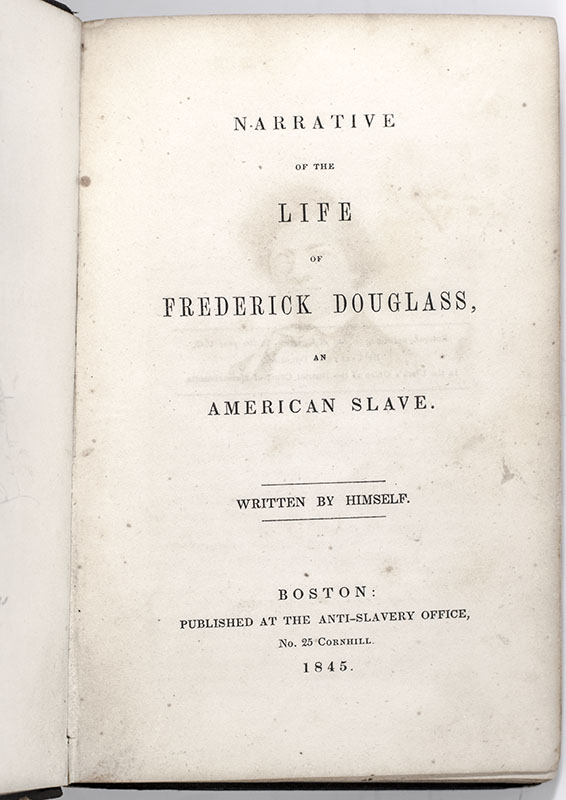 NARRATIVE
OF THE
LIFE
OF
FREDERICK DOUGLASS,
AN
AMERICAN SLAVE.
WRITTEN BY HIMSELF.
BOSTON:
PUBLISHED AT THE ANTI-SLAVERY OFFICE,
No. 25 CORNHILL.
1845.